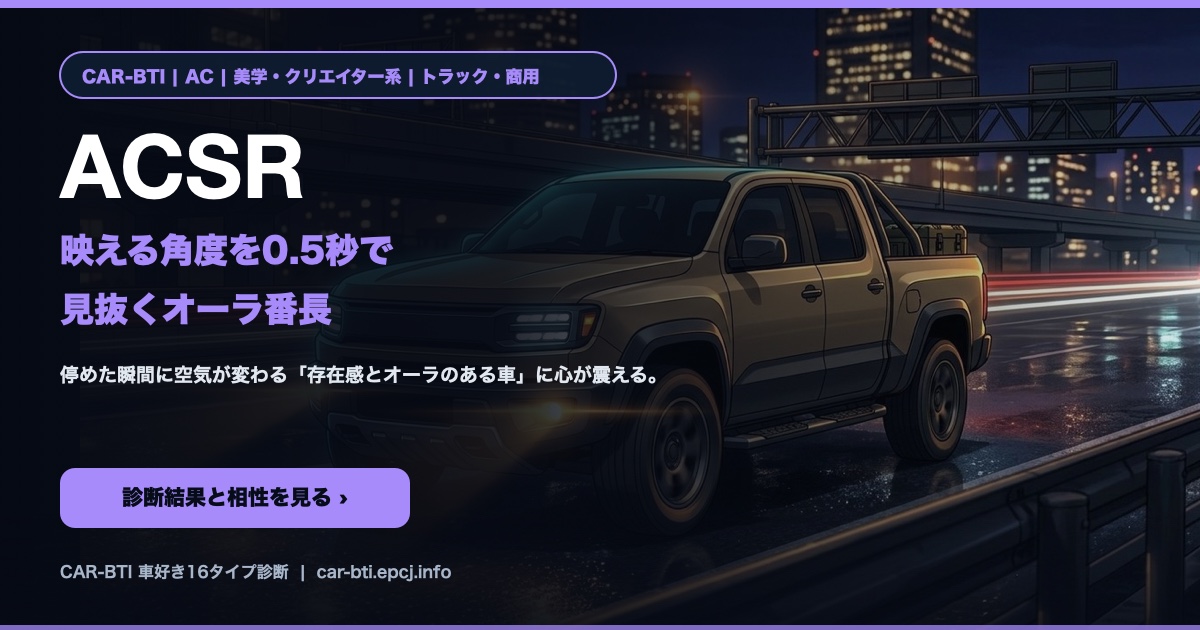 CAR-BTI | AC | 美学・クリエイター系 | トラック・商用
ACSR
映える角度を0.5秒で
見抜くオーラ番長
停めた瞬間に空気が変わる「存在感とオーラのある車」に心が震える。
診断結果と相性を見る ›
CAR-BTI 車好き16タイプ診断 | car-bti.epcj.info